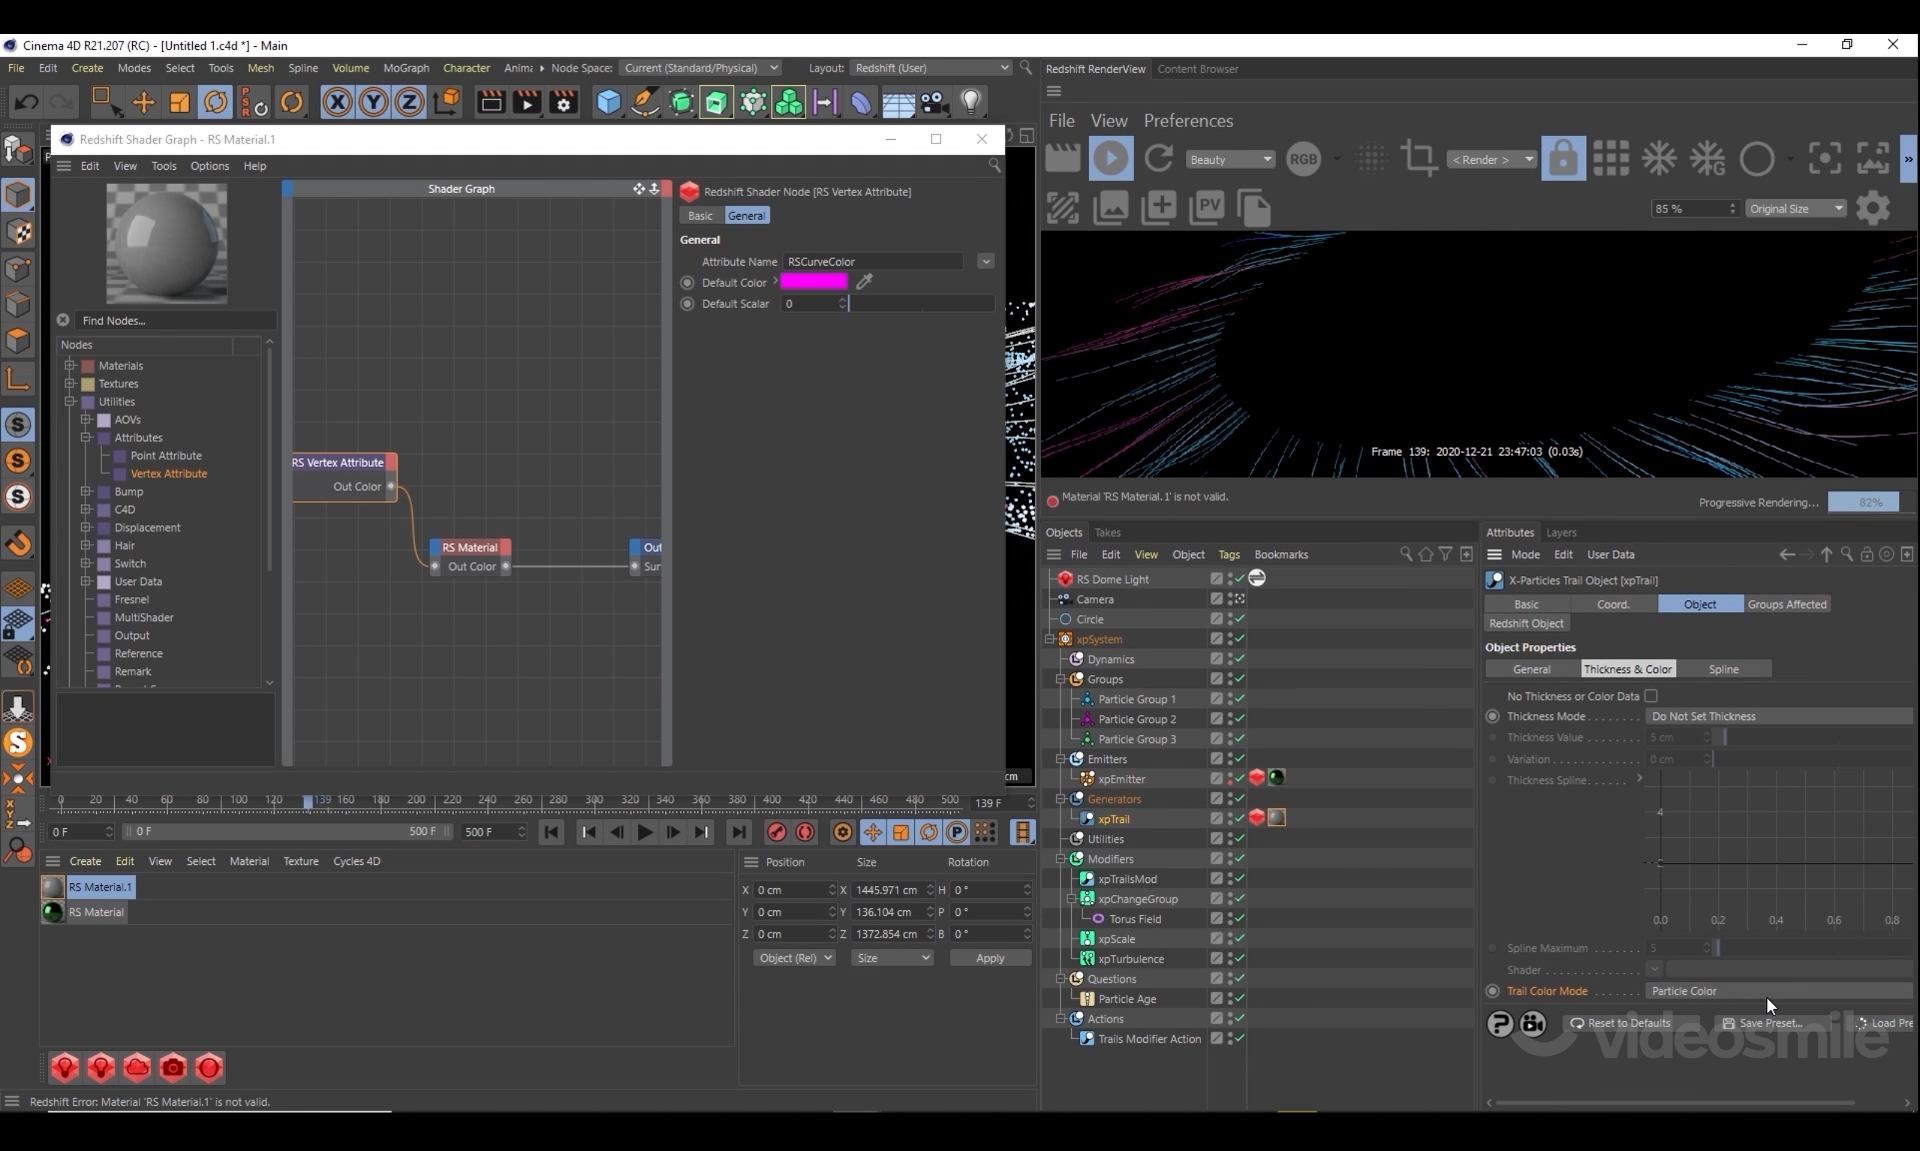 Cinema 4D R21.207 (RC) - [Untitled 1.c4d *] - Main
File Edit Create Modes Select Tools Mesh Spline Volume MoGraph Character Anima Node Space: Current (Standard/Physical) Layout: Redshift (User)
Redshift RenderView Content Browser
File View Preferences
Beauty RGB < Render >
PV 85 % Original Size
Redshift Shader Graph - RS Material.1
Edit View Tools Options Help
Shader Graph
Redshift Shader Node [RS Vertex Attribute]
Basic General
General
Attribute Name RSCurveColor
Default Color
Default Scalar 0
Find Nodes...
Nodes
Materials
Textures
Utilities
AOVs
Attributes
Point Attribute
Vertex Attribute
Bump
C4D
Displacement
Hair
Switch
User Data
Fresnel
MultiShader
Output
Reference
Remark
RS Vertex Attribute
Out Color
RS Material
Out Color
Out
Sur
Frame 139: 2020-12-21 23:47:03 (0.03s)
Material 'RS Material.1' is not valid.
Progressive Rendering... 82%
Objects Takes
File Edit View Object Tags Bookmarks
RS Dome Light
Camera
Circle
xpSystem
Dynamics
Groups
Particle Group 1
Particle Group 2
Particle Group 3
Emitters
xpEmitter
Generators
xpTrail
Utilities
Modifiers
xpTrailsMod
xpChangeGroup
Torus Field
xpScale
xpTurbulence
Questions
Particle Age
Actions
Trails Modifier Action
Attributes Layers
Mode Edit User Data
X-Particles Trail Object [xpTrail]
Basic Coord. Object Groups Affected
Redshift Object
Object Properties
General Thickness & Color Spline
No Thickness or Color Data
Thickness Mode Do Not Set Thickness
Thickness Value 5 cm
Variation 0 cm
Thickness Spline
4
0.0 0.2 0.4 0.6 0.8
Spline Maximum 5
Shader
Trail Color Mode Particle Color
Reset to Defaults Save Preset... Load Pre
videosmile
cm
0 20 40 60 80 100 120 139 160 180 200 220 240 260 280 300 320 340 360 380 400 420 440 460 480 500 139 F
0 F 0 F 500 F 500 F
Create Edit View Select Material Texture Cycles 4D
RS Material.1
RS Material
Position Size Rotation
X 0 cm X 1445.971 cm H 0 °
Y 0 cm Y 136.104 cm P 0 °
Z 0 cm Z 1372.854 cm B 0 °
Object (Rel) Size Apply
Redshift Error: Material 'RS Material.1' is not valid.